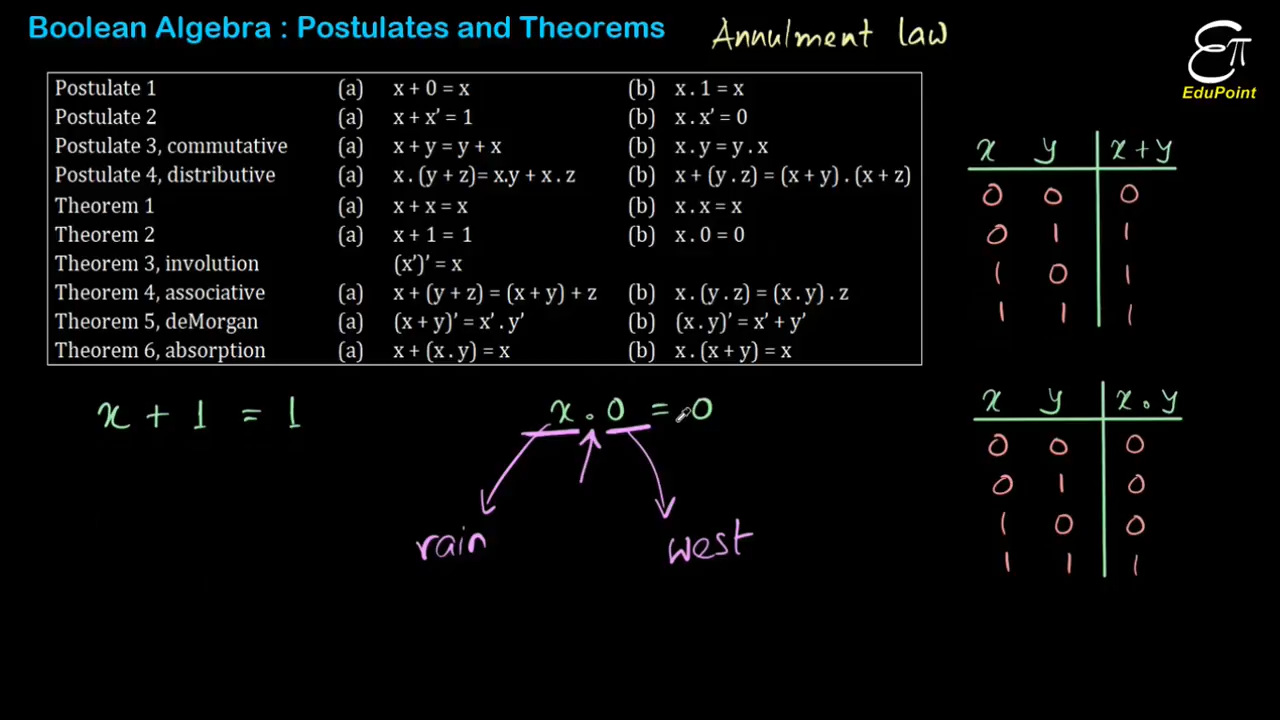 Boolean Algebra : Postulates and Theorems Annulment law
EΠ
EduPoint
Postulate 1 (a) x + 0 = x (b) x . 1 = x
Postulate 2 (a) x + x′ = 1 (b) x . x′ = 0
Postulate 3, commutative (a) x + y = y + x (b) x . y = y . x
Postulate 4, distributive (a) x . (y + z)= x.y + x . z (b) x + (y . z) = (x + y) . (x + z)
Theorem 1 (a) x + x = x (b) x . x = x
Theorem 2 (a) x + 1 = 1 (b) x . 0 = 0
Theorem 3, involution (x′)′ = x
Theorem 4, associative (a) x + (y + z) = (x + y) + z (b) x . (y . z) = (x . y) . z
Theorem 5, deMorgan (a) (x + y)′ = x′ . y′ (b) (x . y)′ = x′ + y′
Theorem 6, absorption (a) x + (x . y) = x (b) x . (x + y) = x
x y x + y
0 0 0
0 1 1
1 0 1
1 1 1
x + 1 = 1
x . 0 = 0
rain west
x y x . y
0 0 0
0 1 0
1 0 0
1 1 1